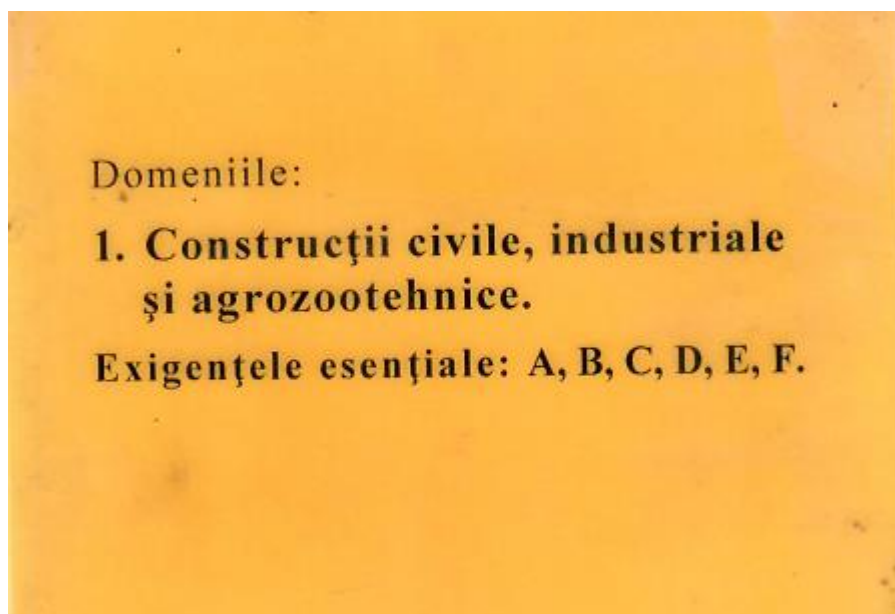 Domeniile:
1. Construcţii civile, industriale
şi agrozootehnice.
Exigenţele esenţiale: A, B, C, D, E, F.